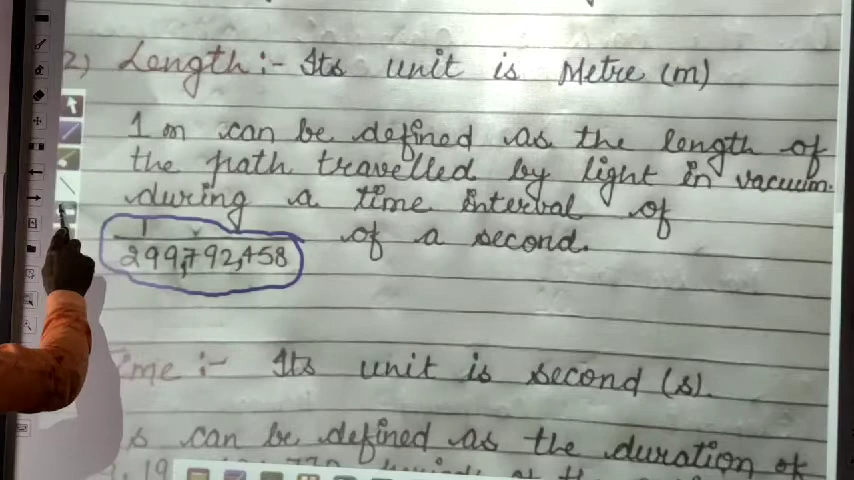 2) Length :- Its unit is Metre (m)
1 m can be defined as the length of
the path travelled by light in vacuum.
during a time interval of
1
299,792,458 of a second.
Time :- Its unit is second (s).
s can be defined as the duration of